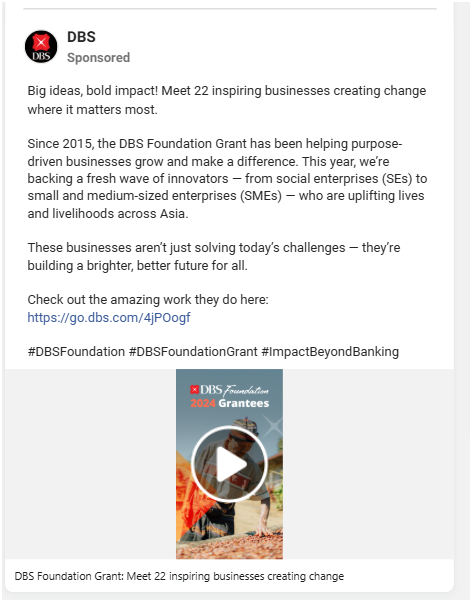 DBS
DBS
Sponsored
Big ideas, bold impact! Meet 22 inspiring businesses creating change
where it matters most.
Since 2015, the DBS Foundation Grant has been helping purpose-
driven businesses grow and make a difference. This year, we’re
backing a fresh wave of innovators — from social enterprises (SEs) to
small and medium-sized enterprises (SMEs) — who are uplifting lives
and livelihoods across Asia.
These businesses aren’t just solving today’s challenges — they’re
building a brighter, better future for all.
Check out the amazing work they do here:
https://go.dbs.com/4jPOogf
#DBSFoundation #DBSFoundationGrant #ImpactBeyondBanking
DBS Foundation
2024 Grantees
DBS Foundation Grant: Meet 22 inspiring businesses creating change